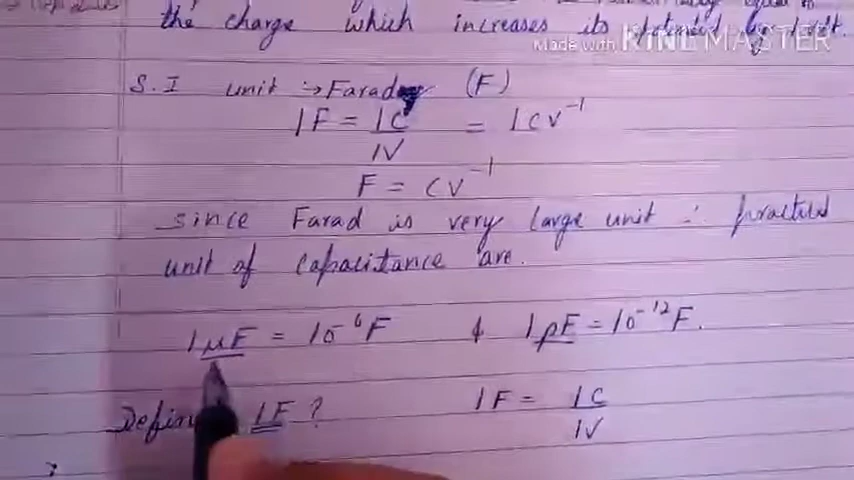 the charge which increases its potential by 1 volt.
Made with KINEMASTER
S.I unit → Farad (F)
1F = 1C / 1V = 1CV⁻¹
F = CV⁻¹
Since Farad is very large unit ∴ practical
unit of capacitance are.
1μF = 10⁻⁶F & 1pF = 10⁻¹²F.
Define 1F ? 1F = 1C / 1V